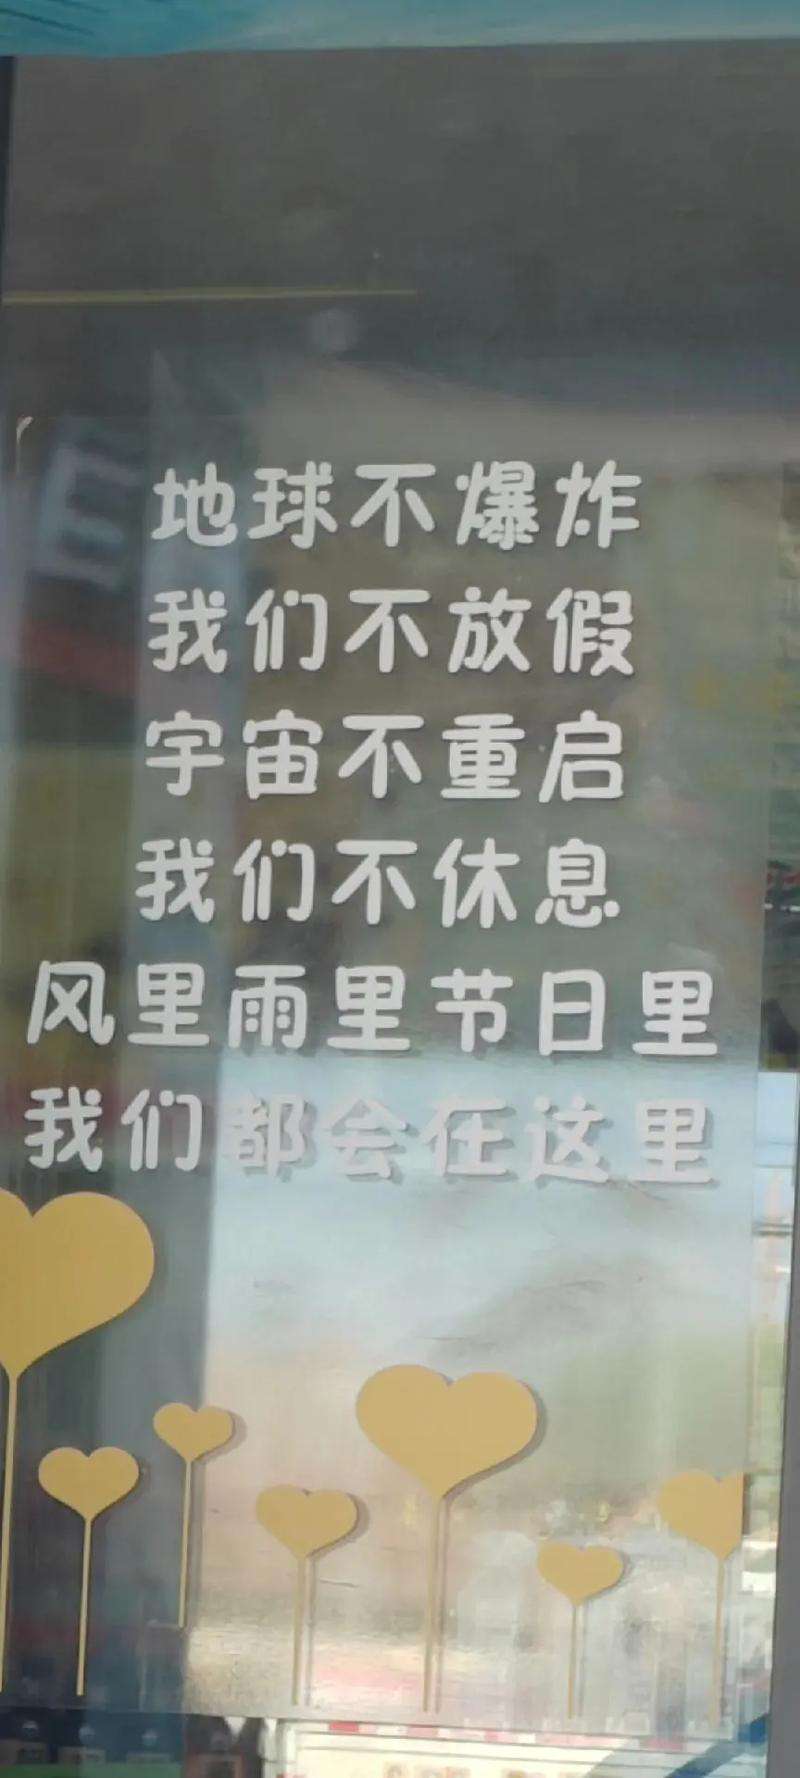 地球不爆炸
我们不放假
宇宙不重启
我们不休息
风里雨里节日里
我们都会在这里